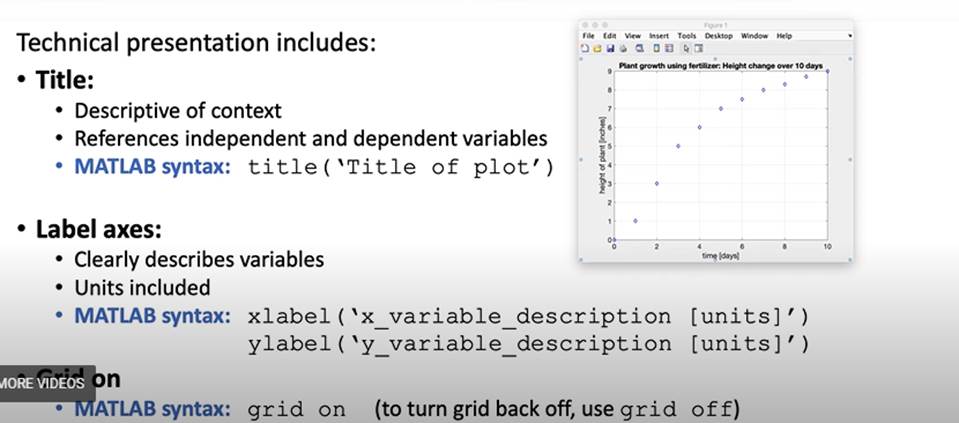 Technical presentation includes:
• Title:
• Descriptive of context
• References independent and dependent variables
• MATLAB syntax: title(‘Title of plot’)
• Label axes:
• Clearly describes variables
• Units included
• MATLAB syntax: xlabel(‘x_variable_description [units]’)
ylabel(‘y_variable_description [units]’)
• Grid on
MORE VIDEOS
• MATLAB syntax: grid on (to turn grid back off, use grid off)
Figure 1
File Edit View Insert Tools Desktop Window Help
Plant growth using fertilizer: Height change over 10 days
9
8
7
6
5
4
3
2
1
0
height of plant [inches]
0 2 4 6 8 10
time [days]